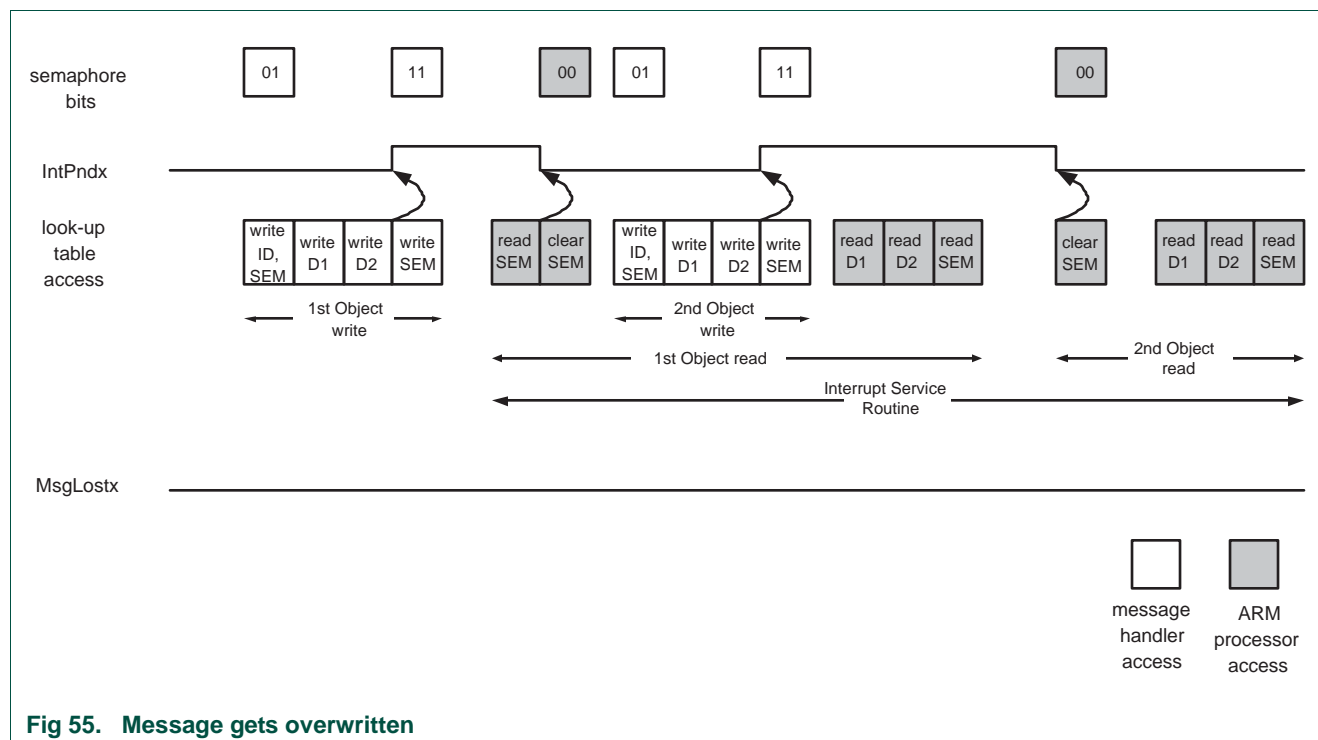 semaphore
bits
01
11
00
01
11
00
IntPndx
look-up
table
access
write
ID,
SEM
write
D1
write
D2
write
SEM
read
SEM
clear
SEM
write
ID,
SEM
write
D1
write
D2
write
SEM
read
D1
read
D2
read
SEM
clear
SEM
read
D1
read
D2
read
SEM
1st Object
write
2nd Object
write
1st Object read
2nd Object
read
Interrupt Service
Routine
MsgLostx
message
handler
access
ARM
processor
access
Fig 55. Message gets overwritten